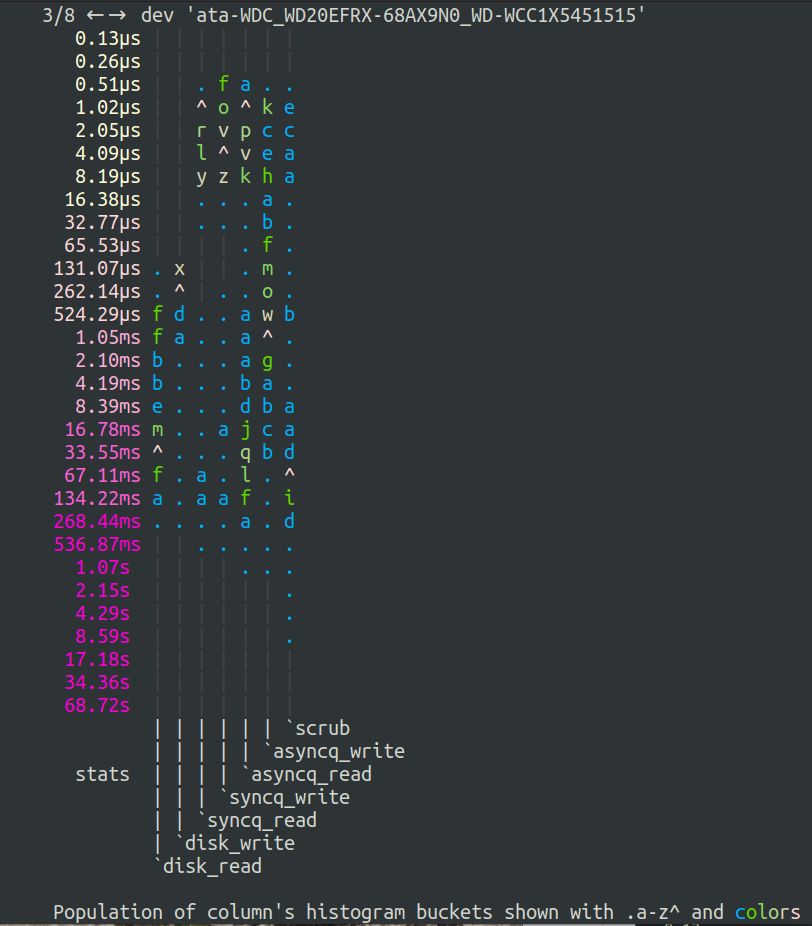 3/8 ←→ dev 'ata-WDC_WD20EFRX-68AX9N0_WD-WCC1X5451515'
0.13µs | | | | | | |
0.26µs | | | | | | |
0.51µs | | . f a . .
1.02µs | | ^ o ^ k e
2.05µs | | r v p c c
4.09µs | | l ^ v e a
8.19µs | | y z k h a
16.38µs | | . . . a .
32.77µs | | . . . b .
65.53µs | | | | . f .
131.07µs . x | | . m .
262.14µs . ^ | . . o .
524.29µs f d . . a w b
1.05ms f a . . a ^ .
2.10ms b . . . a g .
4.19ms b . . . b a .
8.39ms e . . . d b a
16.78ms m . . a j c a
33.55ms ^ . . . q b d
67.11ms f . a . l . ^
134.22ms a . a a f . i
268.44ms . . . . a . d
536.87ms | | . . . . .
1.07s | | | | . . .
2.15s | | | | | | .
4.29s | | | | | | .
8.59s | | | | | | .
17.18s | | | | | | |
34.36s | | | | | | |
68.72s | | | | | | |
| | | | | | `scrub
| | | | | `asyncq_write
stats | | | | `asyncq_read
| | | `syncq_write
| | `syncq_read
| `disk_write
`disk_read
Population of column's histogram buckets shown with .a-z^ and colors